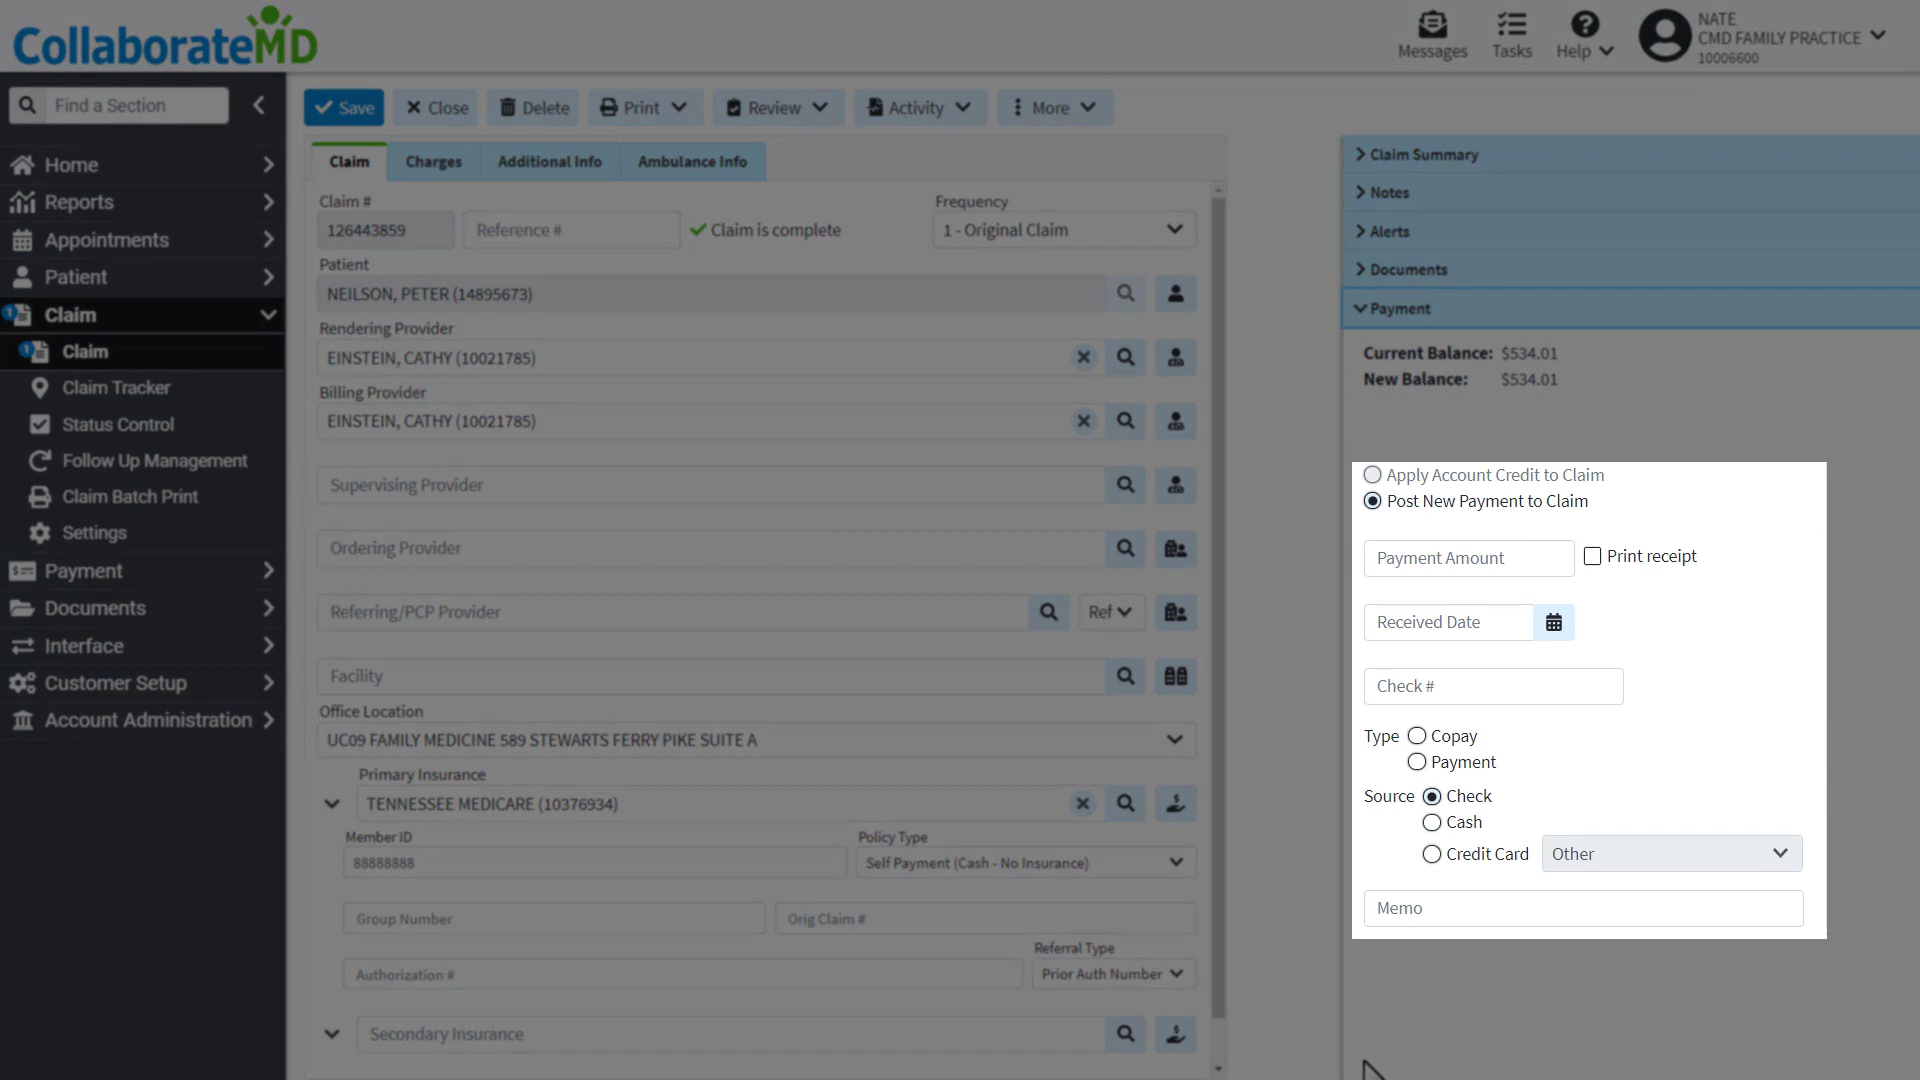 CollaborateMD
Messages
Tasks
Help
NATE
CMD FAMILY PRACTICE
10006600
Find a Section
Home
Reports
Appointments
Patient
1
Claim
1
Claim
Claim Tracker
Status Control
Follow Up Management
Claim Batch Print
Settings
Payment
Documents
Interface
Customer Setup
Account Administration
Save
Close
Delete
Print
Review
Activity
More
Claim
Charges
Additional Info
Ambulance Info
Claim #
Frequency
126443859
Reference #
Claim is complete
1 - Original Claim
Patient
NEILSON, PETER (14895673)
Rendering Provider
EINSTEIN, CATHY (10021785)
Billing Provider
EINSTEIN, CATHY (10021785)
Supervising Provider
Ordering Provider
Referring/PCP Provider
Ref
Facility
Office Location
UC09 FAMILY MEDICINE 589 STEWARTS FERRY PIKE SUITE A
Primary Insurance
TENNESSEE MEDICARE (10376934)
Member ID
Policy Type
88888888
Self Payment (Cash - No Insurance)
Group Number
Orig Claim #
Referral Type
Authorization #
Prior Auth Number
Secondary Insurance
Claim Summary
Notes
Alerts
Documents
Payment
Current Balance: $534.01
New Balance: $534.01
Apply Account Credit to Claim
Post New Payment to Claim
Payment Amount
Print receipt
Received Date
Check #
Type
Copay
Payment
Source
Check
Cash
Credit Card
Other
Memo